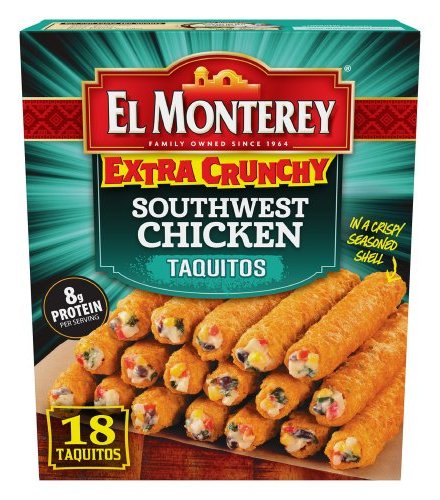 EL MONTEREY®
FAMILY OWNED SINCE 1964
EXTRA CRUNCHY
SOUTHWEST
CHICKEN
TAQUITOS
IN A CRISPY
SEASONED
SHELL
8g
PROTEIN
PER SERVING
18
TAQUITOS